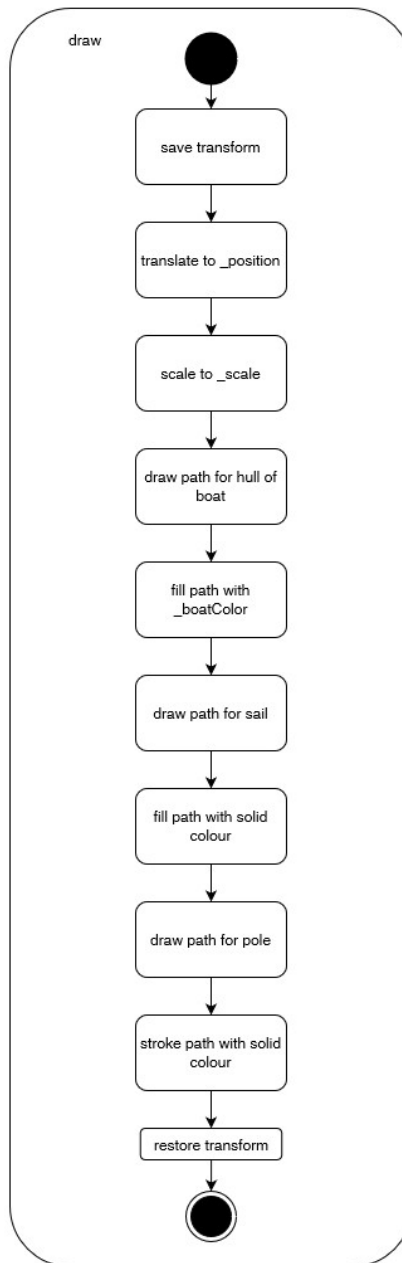 draw
save transform
translate to _position
scale to _scale
draw path for hull of
boat
fill path with
_boatColor
draw path for sail
fill path with solid
colour
draw path for pole
stroke path with solid
colour
restore transform